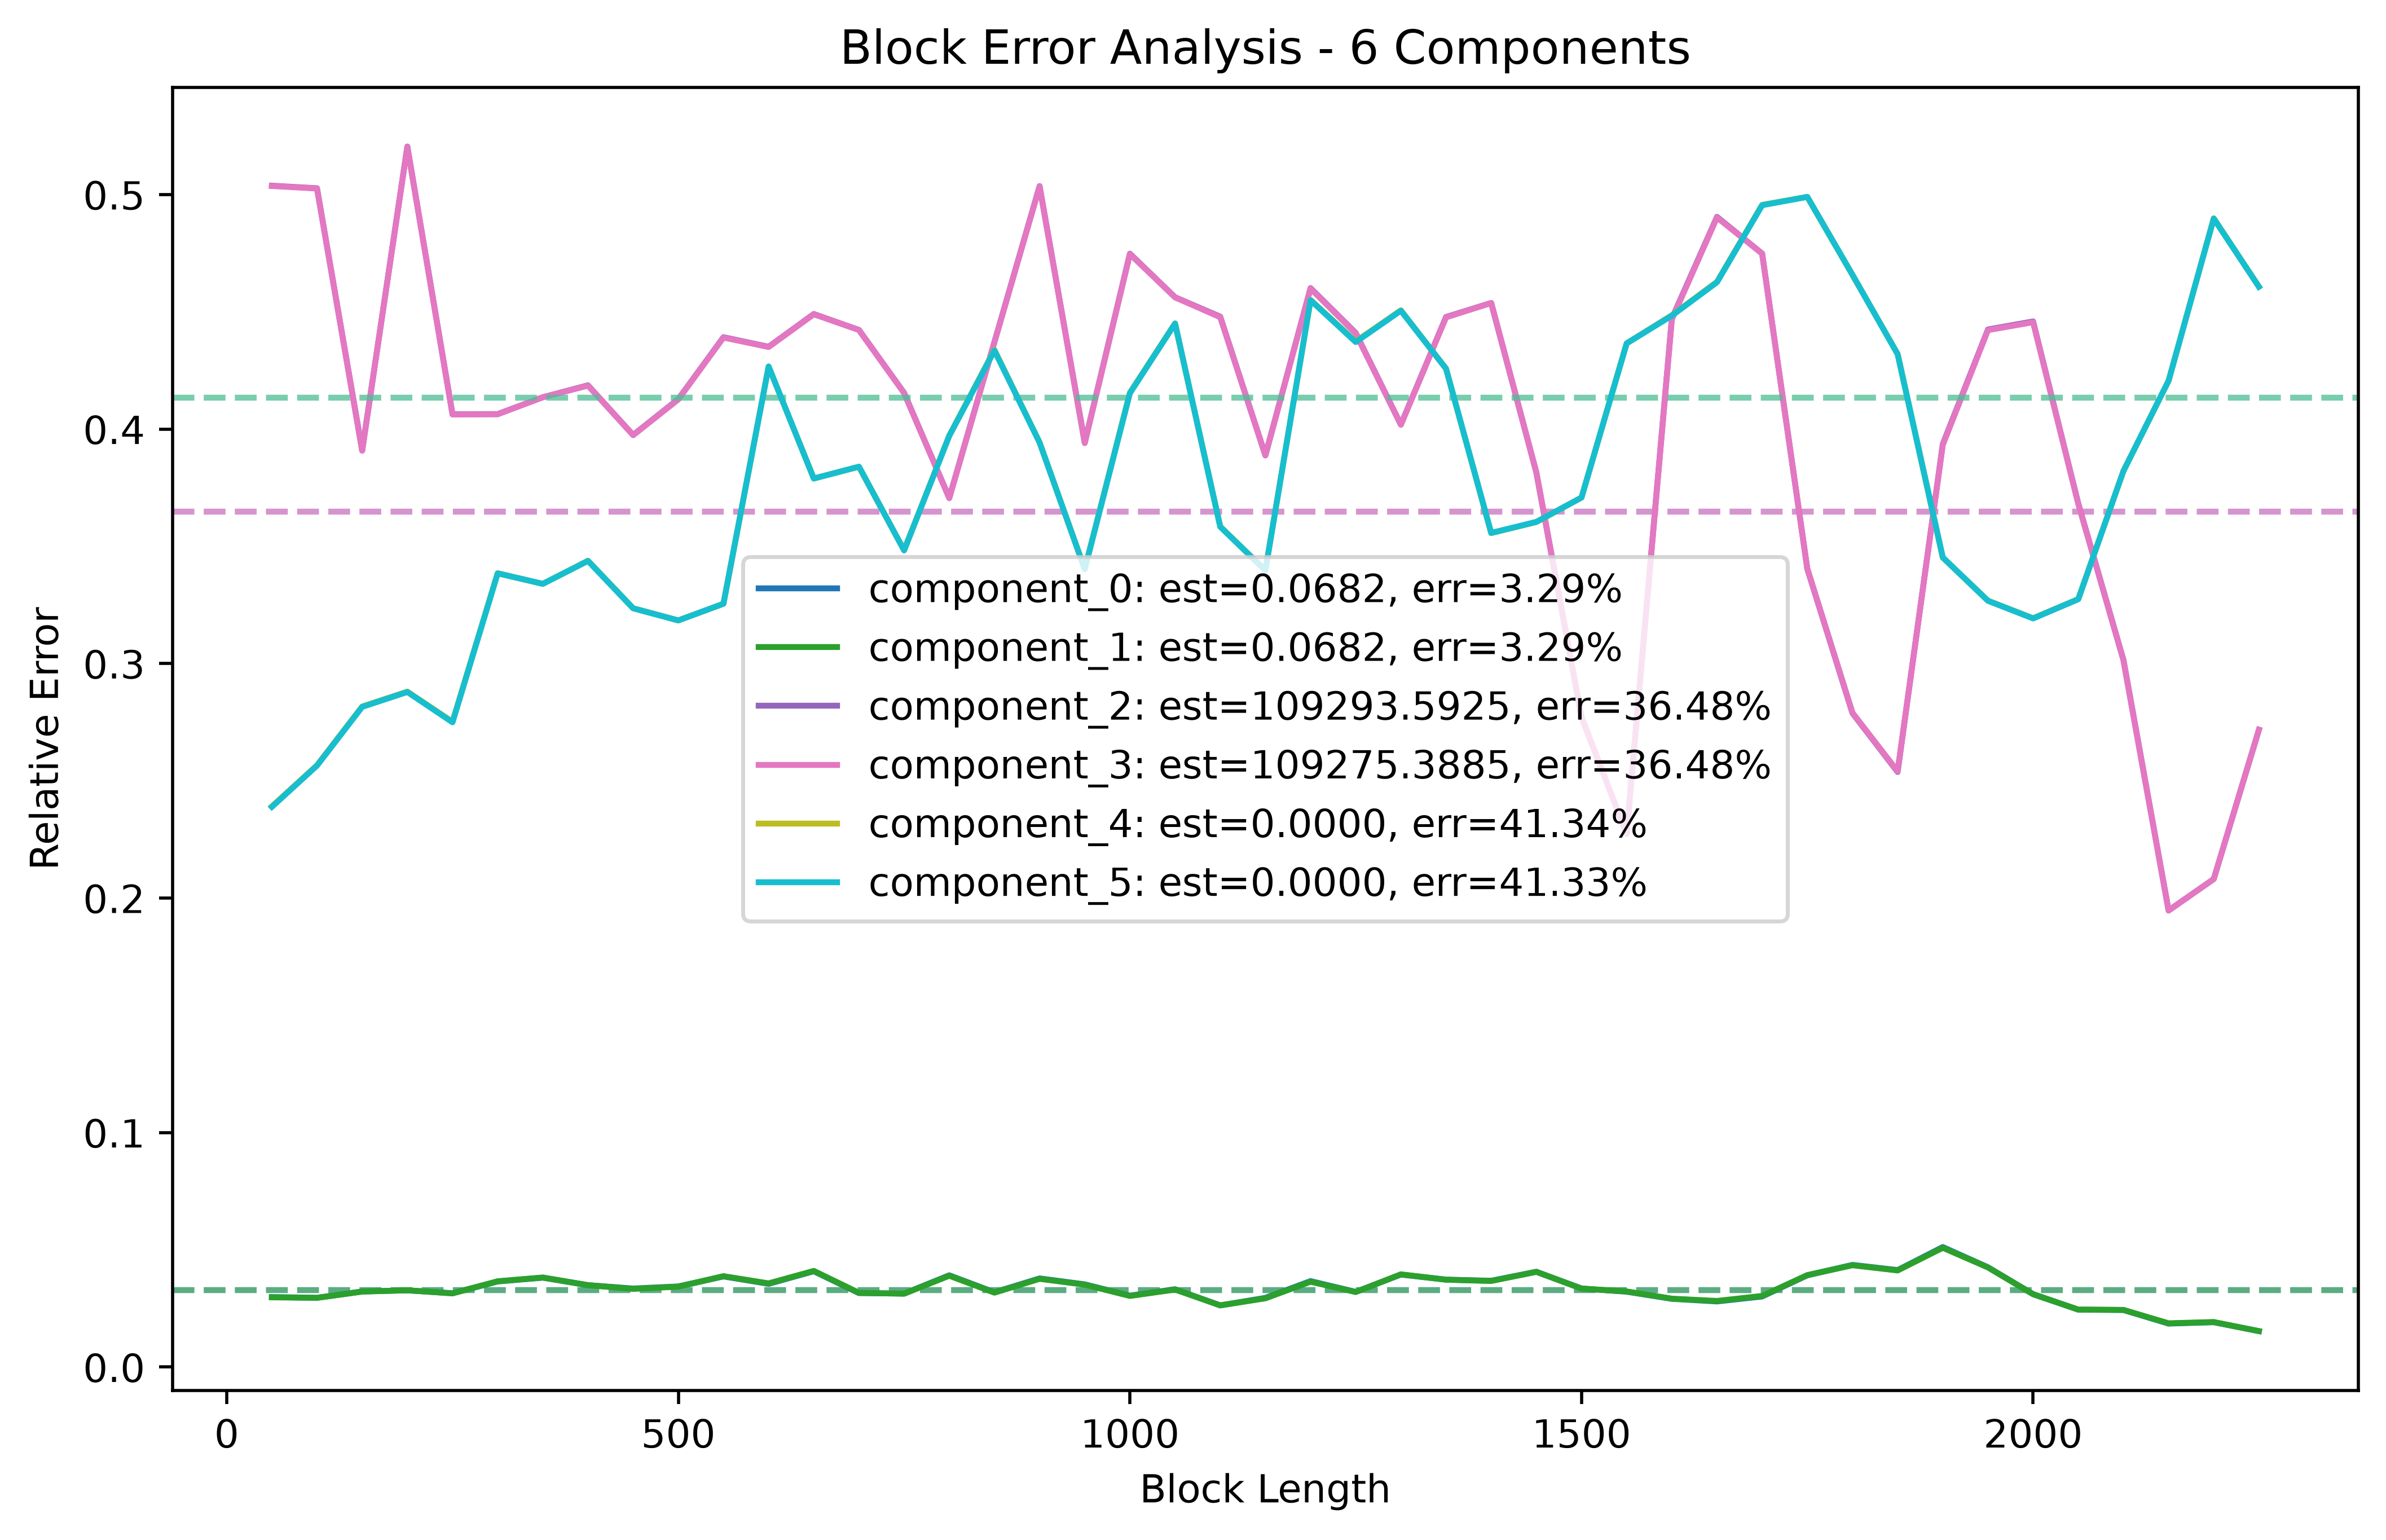 Block Error Analysis - 6 Components
Relative Error
0.5
0.4
0.3
0.2
0.1
0.0
component_0: est=0.0682, err=3.29%
component_1: est=0.0682, err=3.29%
component_2: est=109293.5925, err=36.48%
component_3: est=109275.3885, err=36.48%
component_4: est=0.0000, err=41.34%
component_5: est=0.0000, err=41.33%
0 500 1000 1500 2000
Block Length